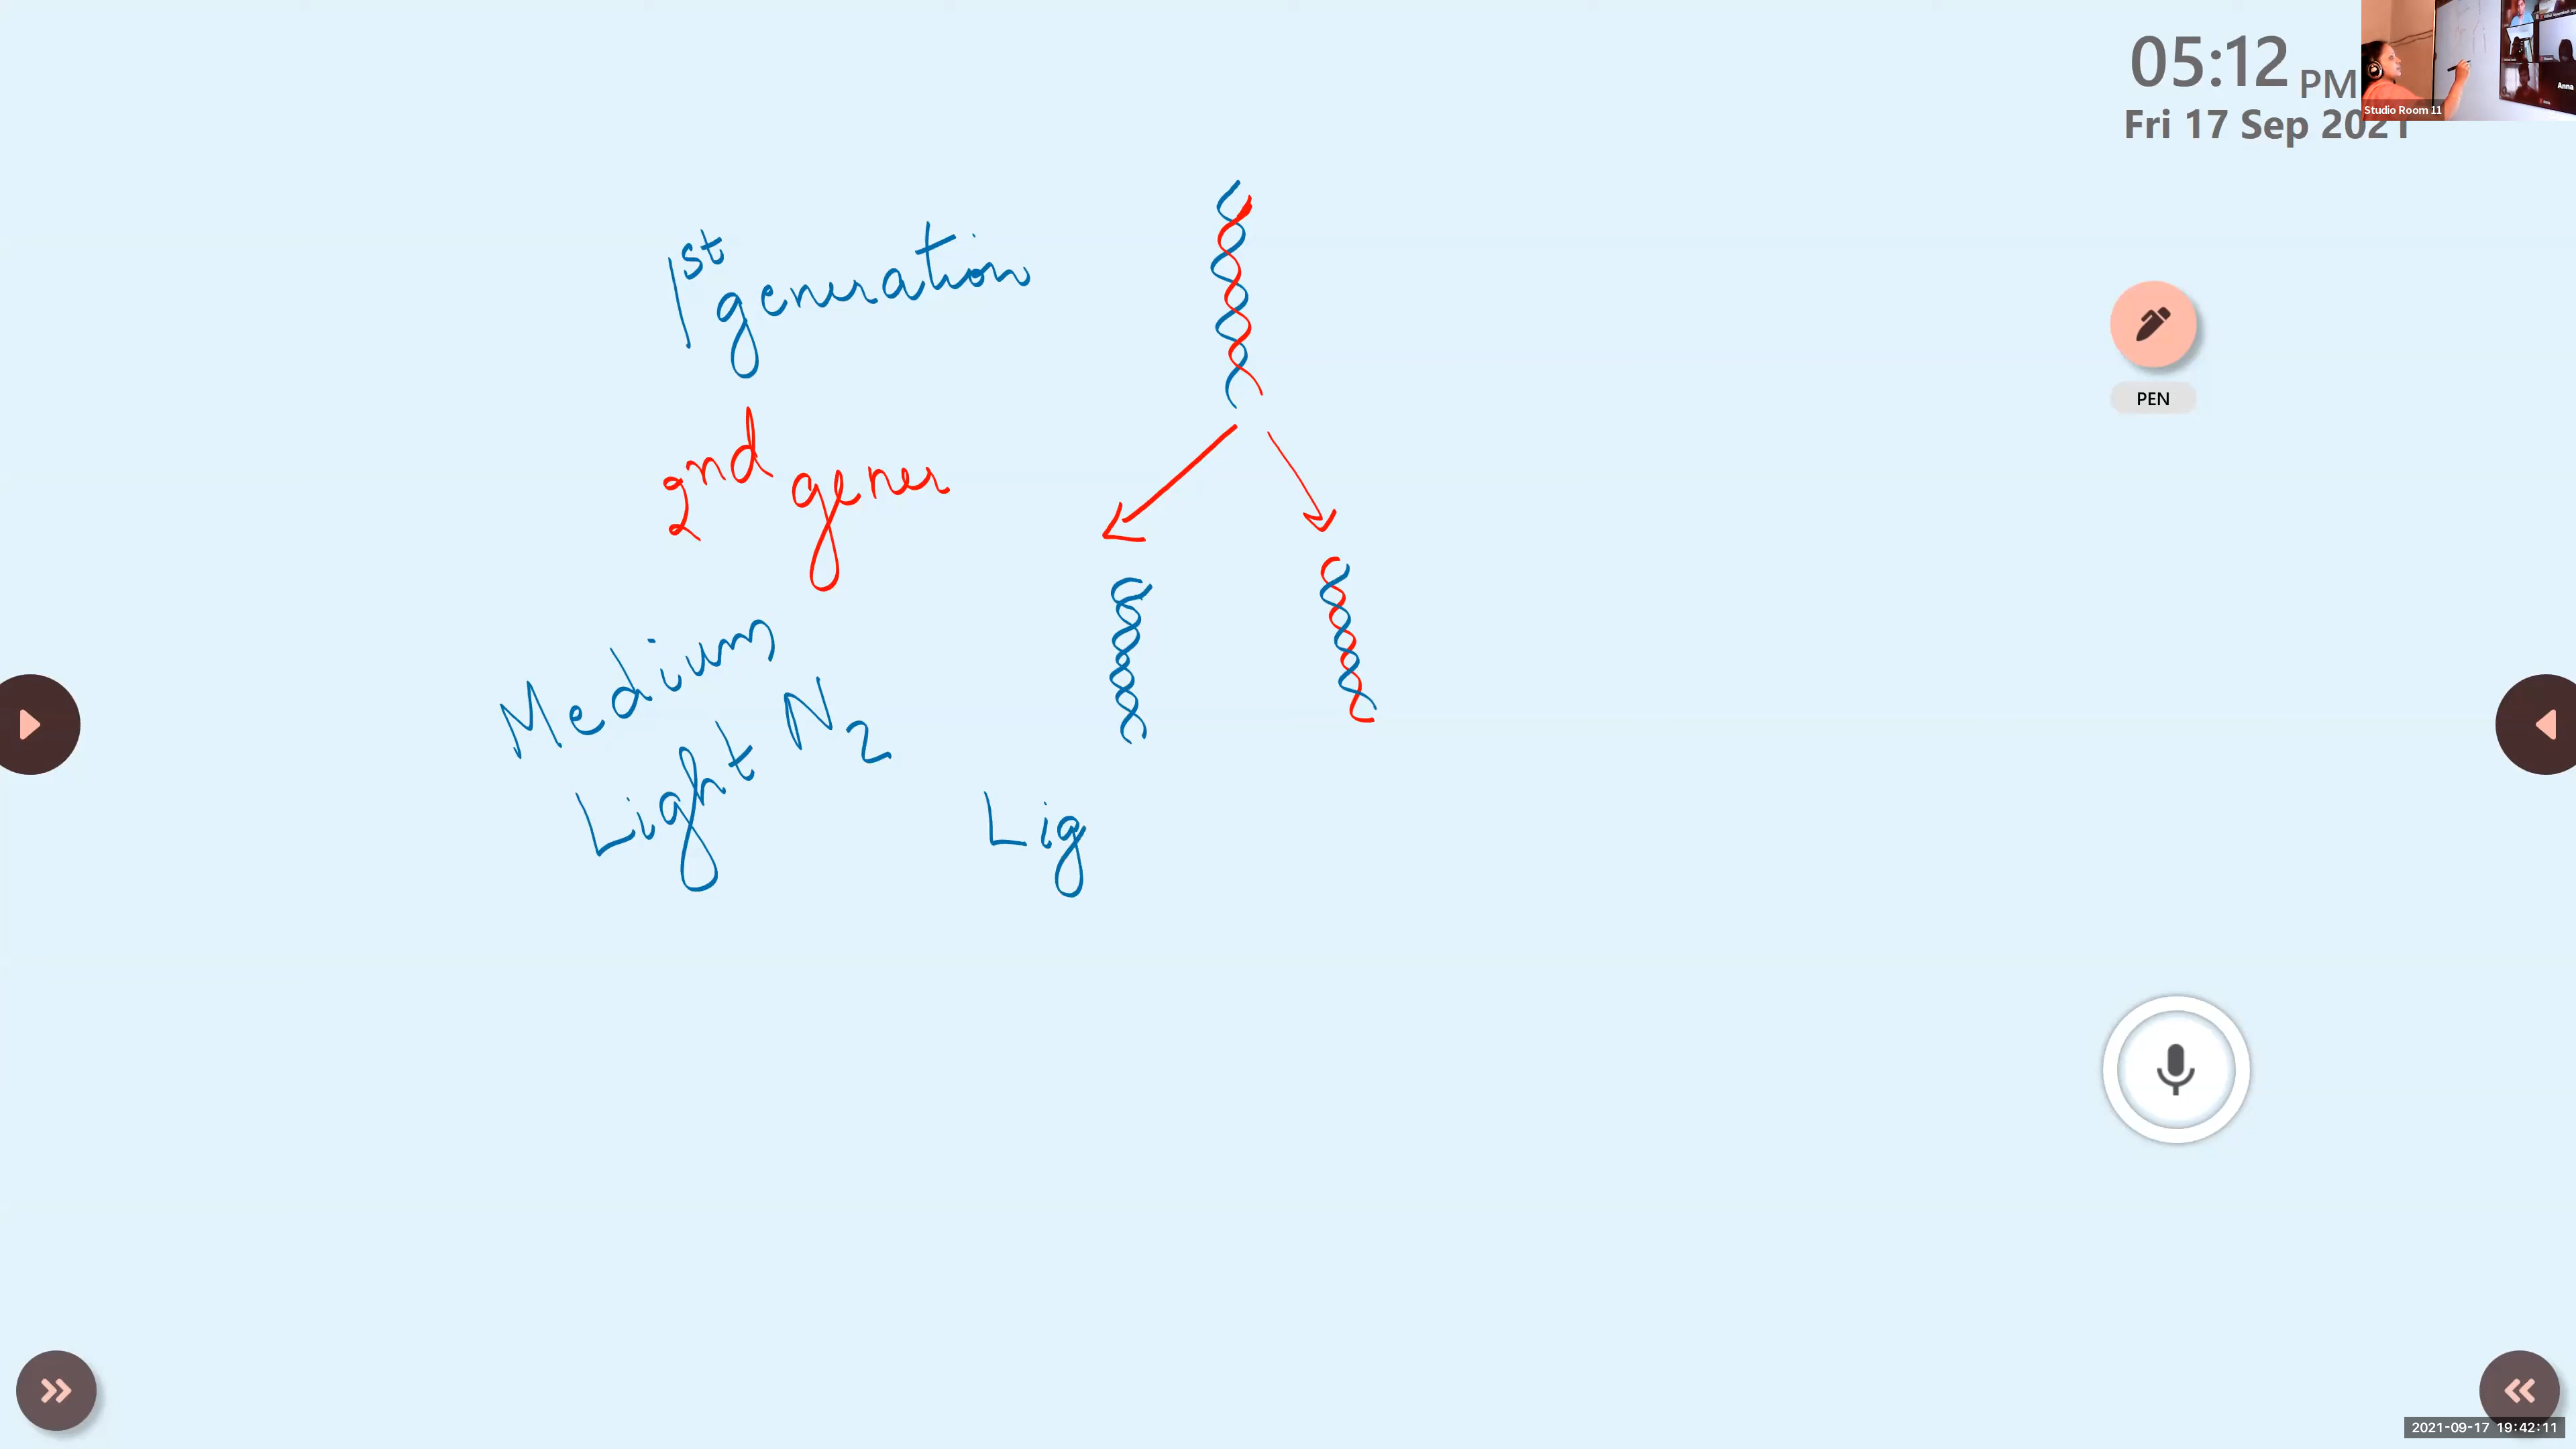 05:12 PM
Fri 17 Sep 2021
Studio Room 11
Anna
1st generation
2nd gener
PEN
Medium
Light N2
Lig
2021-09-17 19:42:11